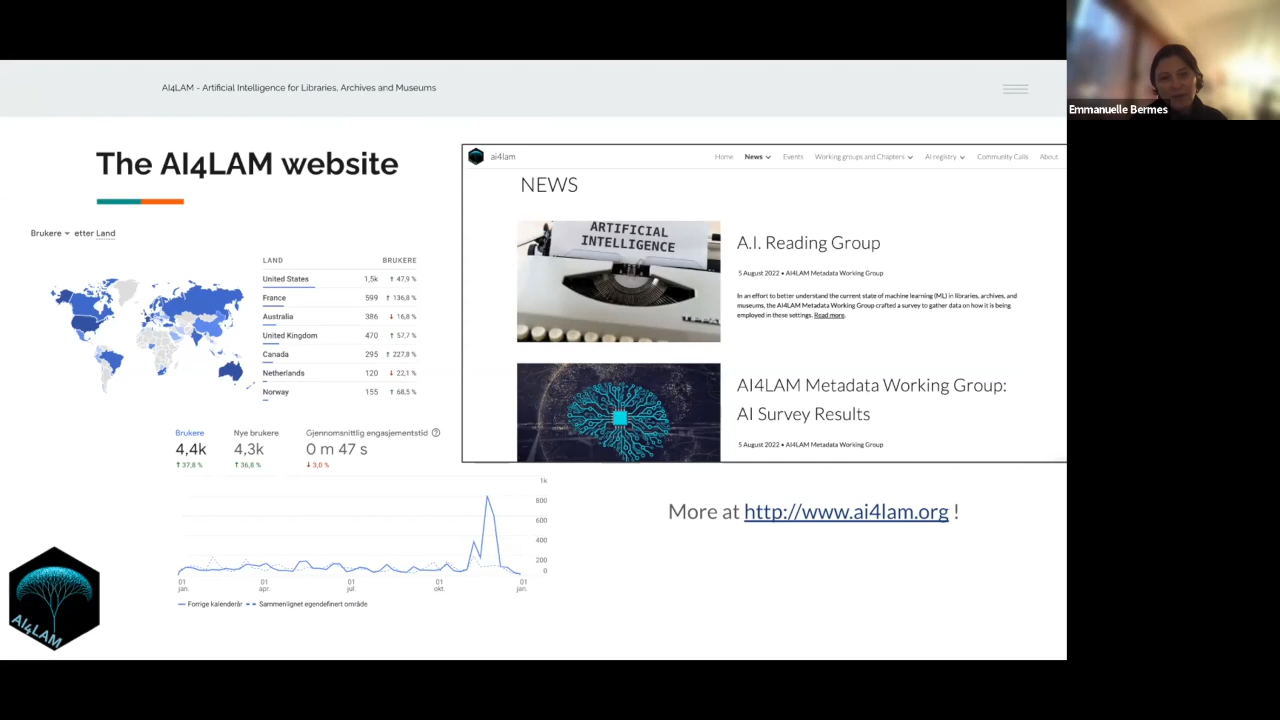 AI4LAM - Artificial Intelligence for Libraries, Archives and Museums
Emmanuelle Bermes
The AI4LAM website
Brukere etter Land
LAND BRUKERE
United States 1,5k ↑ 47,9 %
France 599 ↑ 136,8 %
Australia 386 ↓ 16,8 %
United Kingdom 470 ↑ 57,7 %
Canada 295 ↑ 227,8 %
Netherlands 120 ↓ 22,1 %
Norway 155 ↑ 68,5 %
Brukere Nye brukere Gjennomsnittlig engasjementstid
4,4k 4,3k 0 m 47 s
↑ 37,8 % ↑ 36,8 % ↓ 3,0 %
1k
800
600
400
200
0
01 01 01 01 01
jan. apr. jul. okt. jan.
Forrige kalenderår Sammenlignet egendefinert område
AI4LAM
ai4lam Home News Events Working groups and Chapters AI registry Community Calls About
NEWS
ARTIFICIAL
INTELLIGENCE
A.I. Reading Group
5 August 2022 • AI4LAM Metadata Working Group
In an effort to better understand the current state of machine learning (ML) in libraries, archives, and
museums, the AI4LAM Metadata Working Group crafted a survey to gather data on how it is being
employed in these settings. Read more.
AI4LAM Metadata Working Group:
AI Survey Results
5 August 2022 • AI4LAM Metadata Working Group
More at http://www.ai4lam.org !